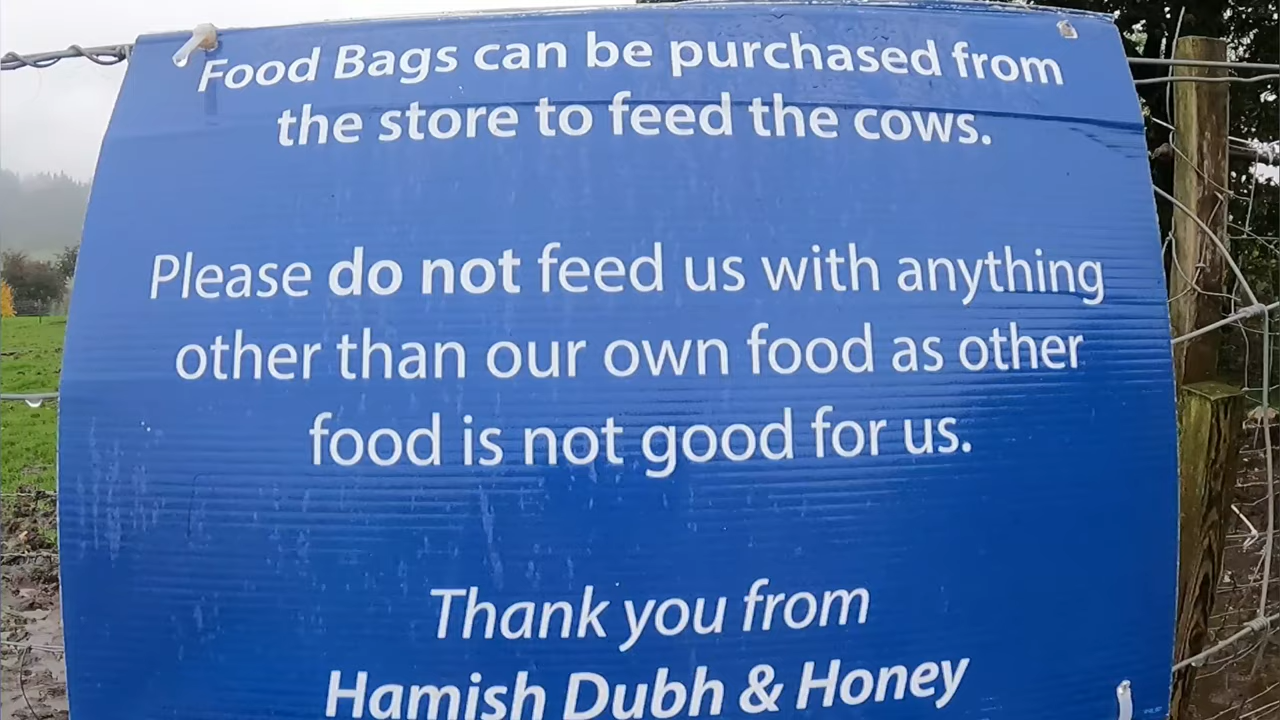 Food Bags can be purchased from
the store to feed the cows.
Please do not feed us with anything
other than our own food as other
food is not good for us.
Thank you from
Hamish Dubh & Honey